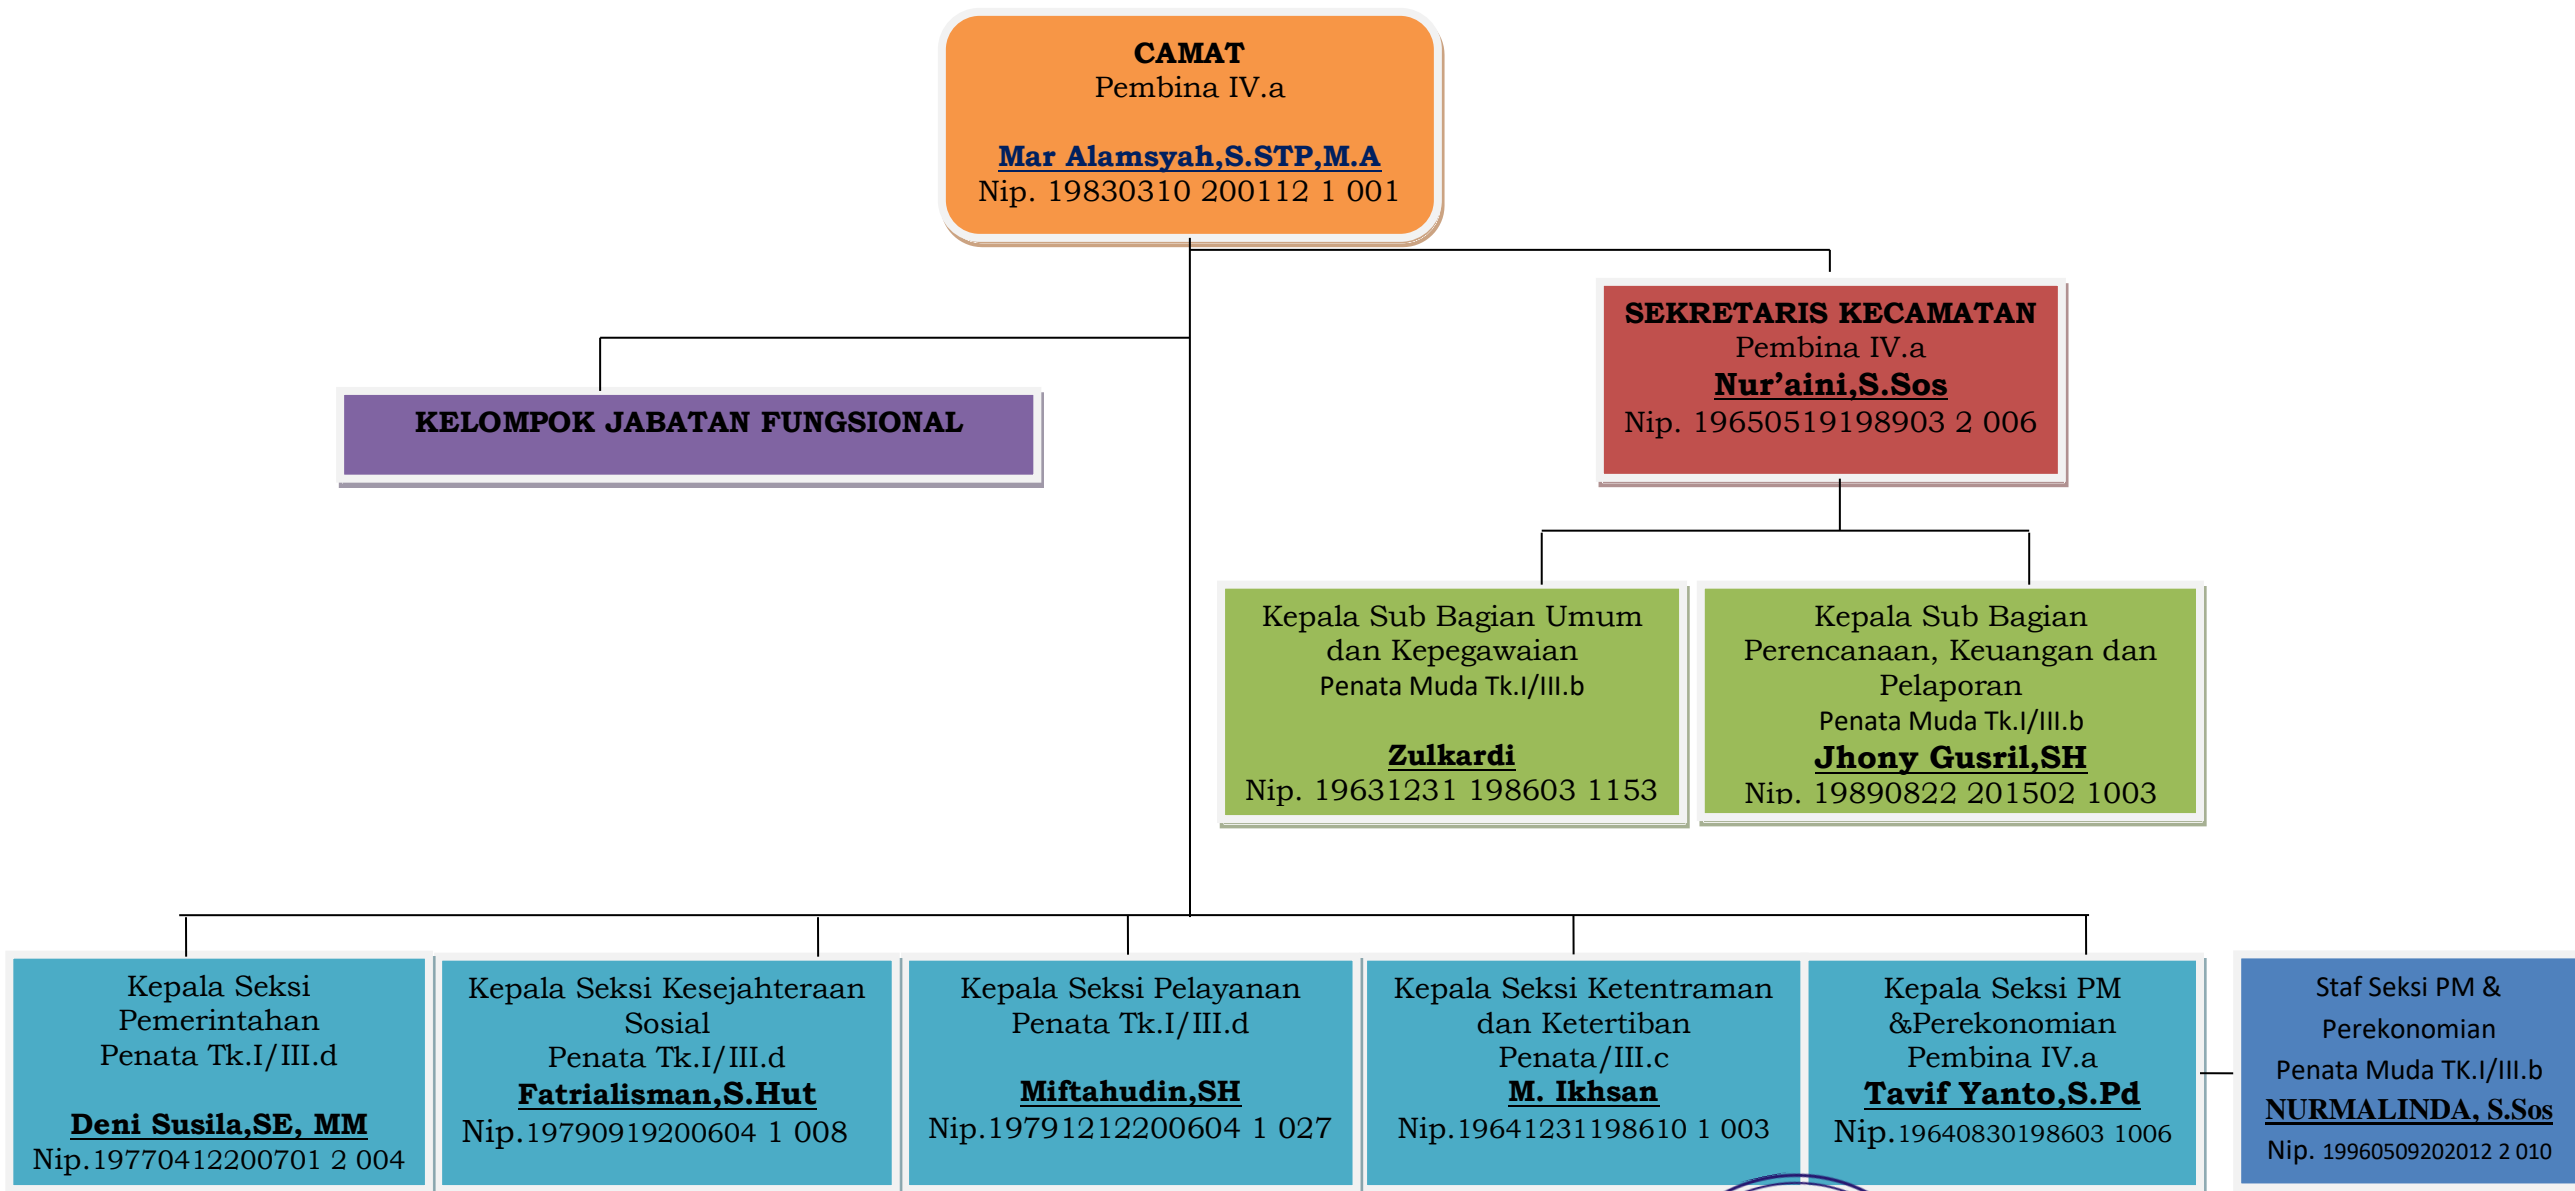 CAMAT
Pembina IV.a
Mar Alamsyah,S.STP,M.A
Nip. 19830310 200112 1 001
SEKRETARIS KECAMATAN
Pembina IV.a
Nur’aini,S.Sos
Nip. 19650519198903 2 006
KELOMPOK JABATAN FUNGSIONAL
Kepala Sub Bagian Umum
dan Kepegawaian
Penata Muda Tk.I/III.b
Zulkardi
Nip. 19631231 198603 1153
Kepala Sub Bagian
Perencanaan, Keuangan dan
Pelaporan
Penata Muda Tk.I/III.b
Jhony Gusril,SH
Nip. 19890822 201502 1003
Kepala Seksi
Pemerintahan
Penata Tk.I/III.d
Deni Susila,SE, MM
Nip.19770412200701 2 004
Kepala Seksi Kesejahteraan
Sosial
Penata Tk.I/III.d
Fatrialisman,S.Hut
Nip.19790919200604 1 008
Kepala Seksi Pelayanan
Penata Tk.I/III.d
Miftahudin,SH
Nip.19791212200604 1 027
Kepala Seksi Ketentraman
dan Ketertiban
Penata/III.c
M. Ikhsan
Nip.19641231198610 1 003
Kepala Seksi PM
&Perekonomian
Pembina IV.a
Tavif Yanto,S.Pd
Nip.19640830198603 1006
Staf Seksi PM &
Perekonomian
Penata Muda TK.I/III.b
NURMALINDA, S.Sos
Nip. 19960509202012 2 010